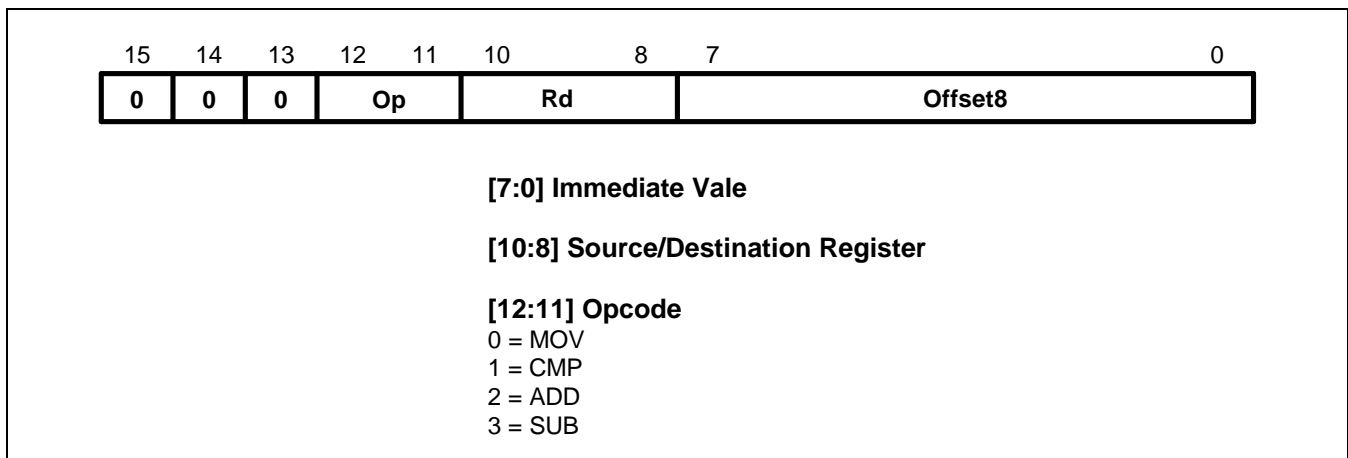 15 14 13 12 11 10 8 7 0
0 0 0 Op Rd Offset8
[7:0] Immediate Vale
[10:8] Source/Destination Register
[12:11] Opcode
0 = MOV
1 = CMP
2 = ADD
3 = SUB